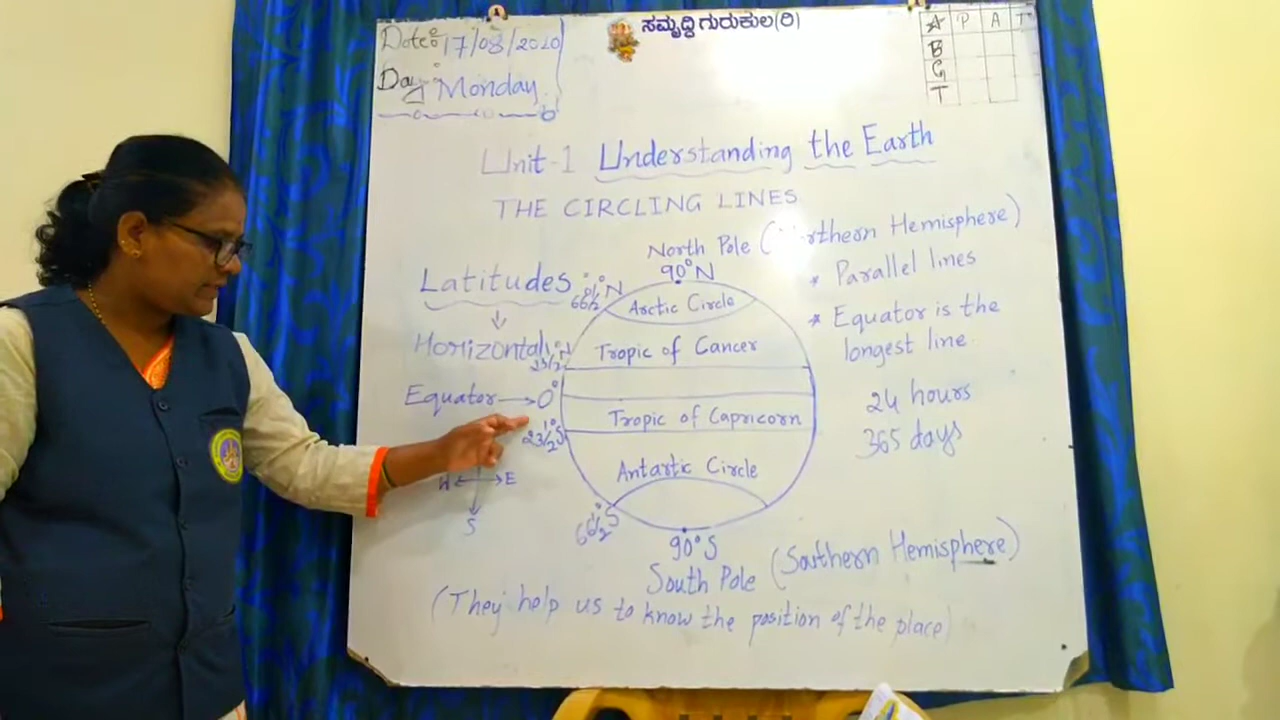 Date: 17/08/2020
Day: Monday
ಸಮೃದ್ಧಿ ಗುರುಕುಲ(ರಿ)
A P A T
B
G
T
Unit-1 Understanding the Earth
THE CIRCLING LINES
North Pole (Northern Hemisphere)
90°N
Latitudes
66½°N
Arctic Circle
* Parallel lines
Horizontal
23½°N
Tropic of Cancer
* Equator is the
longest line
Equator → 0°
24 hours
23½°S
Tropic of Capricorn
365 days
Antartic Circle
W E
S
66½°S
90°S
South Pole (Southern Hemisphere)
(They help us to know the position of the place)